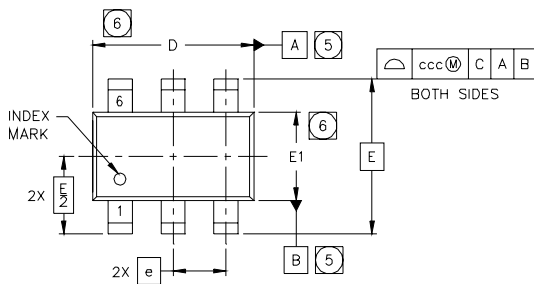 6
D
A 5
ccc Ⓜ C A B
BOTH SIDES
6
INDEX
MARK
6
E1
E
2X E/2
1
B 5
2X e